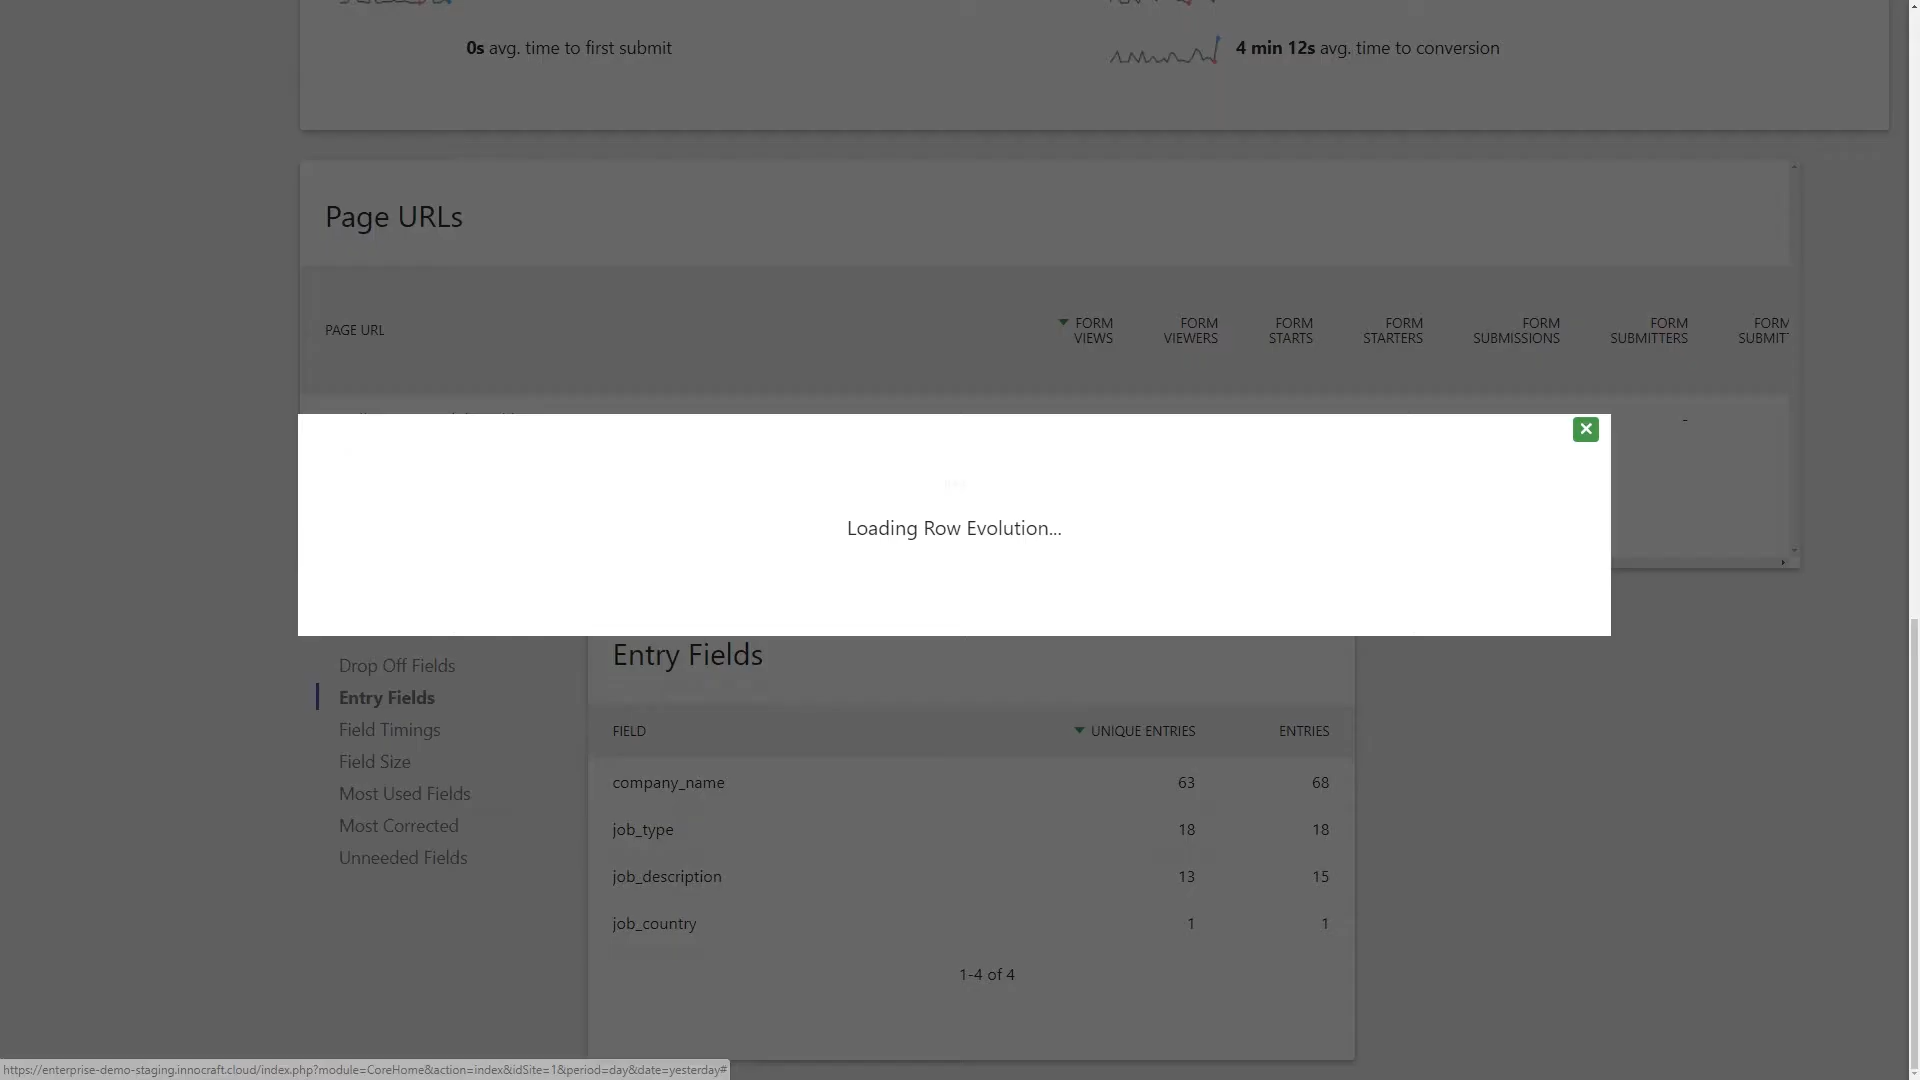 0s avg. time to first submit
4 min 12s avg. time to conversion
Page URLs
PAGE URL
FORM VIEWS
FORM VIEWERS
FORM STARTS
FORM STARTERS
FORM SUBMISSIONS
FORM SUBMITTERS
FORM SUBMIT
-
Loading Row Evolution...
Drop Off Fields
Entry Fields
Field Timings
Field Size
Most Used Fields
Most Corrected
Unneeded Fields
Entry Fields
FIELD UNIQUE ENTRIES ENTRIES
company_name 63 68
job_type 18 18
job_description 13 15
job_country 1 1
1-4 of 4
https://enterprise-demo-staging.innocraft.cloud/index.php?module=CoreHome&action=index&idSite=1&period=day&date=yesterday#